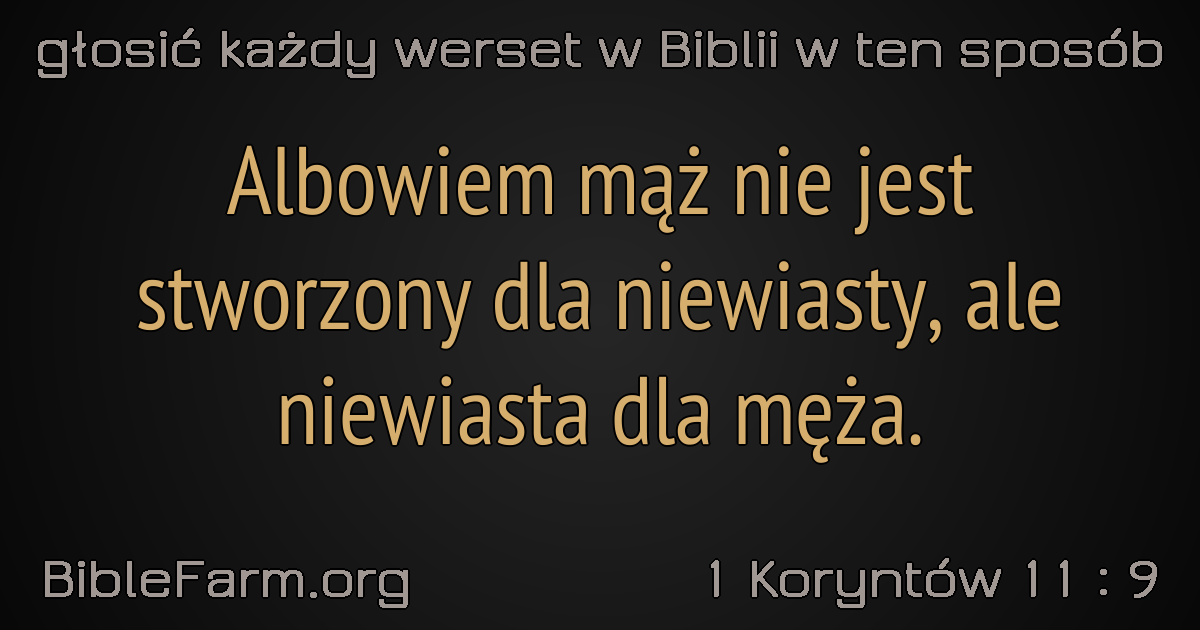 głosić każdy werset w Biblii w ten sposób
Albowiem mąż nie jest
stworzony dla niewiasty, ale
niewiasta dla męża.
BibleFarm.org
1 Koryntów 11 : 9